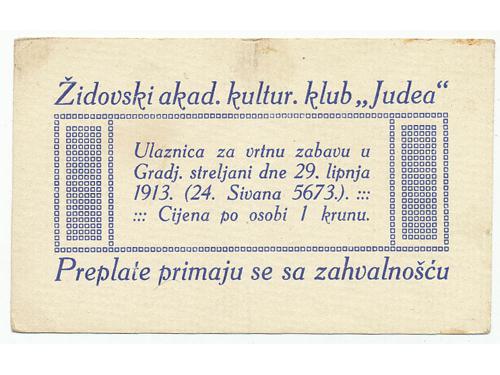 Židovski akad. kultur. klub „Judea“
Ulaznica za vrtnu zabavu u
Gradj. streljani dne 29. lipnja
1913. (24. Sivana 5673.). :::
::: Cijena po osobi 1 krunu.
Preplate primaju se sa zahvalnošću